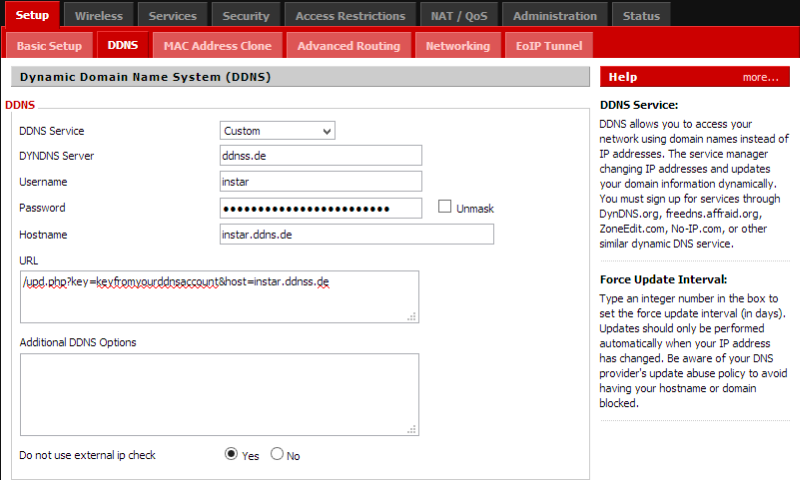 Setup Wireless Services Security Access Restrictions NAT / QoS Administration Status
Basic Setup DDNS MAC Address Clone Advanced Routing Networking EoIP Tunnel
Dynamic Domain Name System (DDNS)
DDNS
DDNS Service Custom
DYNDNS Server ddnss.de
Username instar
Password ●●●●●●●●●●●●●●●●●●●●●●●● Unmask
Hostname instar.ddns.de
URL
/upd.php?key=keyfromyourddnsaccount&host=instar.ddnss.de
Additional DDNS Options
Do not use external ip check Yes No
Help more...
DDNS Service:
DDNS allows you to access your
network using domain names instead of
IP addresses. The service manager
changing IP addresses and updates
your domain information dynamically.
You must sign up for services through
DynDNS.org, freedns.affraid.org,
ZoneEdit.com, No-IP.com, or other
similar dynamic DNS service.
Force Update Interval:
Type an integer number in the box to
set the force update interval (in days).
Updates should only be performed
automatically when your IP address
has changed. Be aware of your DNS
provider's update abuse policy to avoid
having your hostname or domain
blocked.